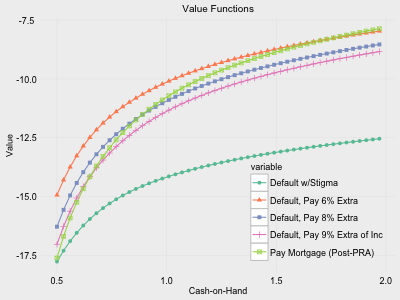 Value Functions
-7.5
-10.0
-12.5
-15.0
-17.5
Value
variable
Default w/Stigma
Default, Pay 6% Extra
Default, Pay 8% Extra
Default, Pay 9% Extra of Inc
Pay Mortgage (Post-PRA)
0.5
1.0
1.5
2.0
Cash-on-Hand